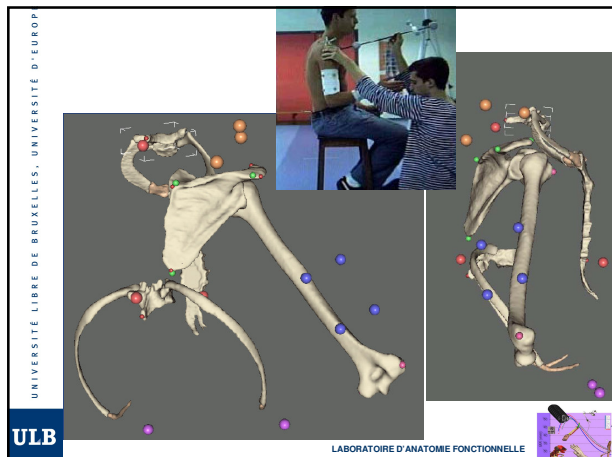 UNIVERSITÉ LIBRE DE BRUXELLES, UNIVERSITÉ D'EUROPE
ULB
LABORATOIRE D'ANATOMIE FONCTIONNELLE